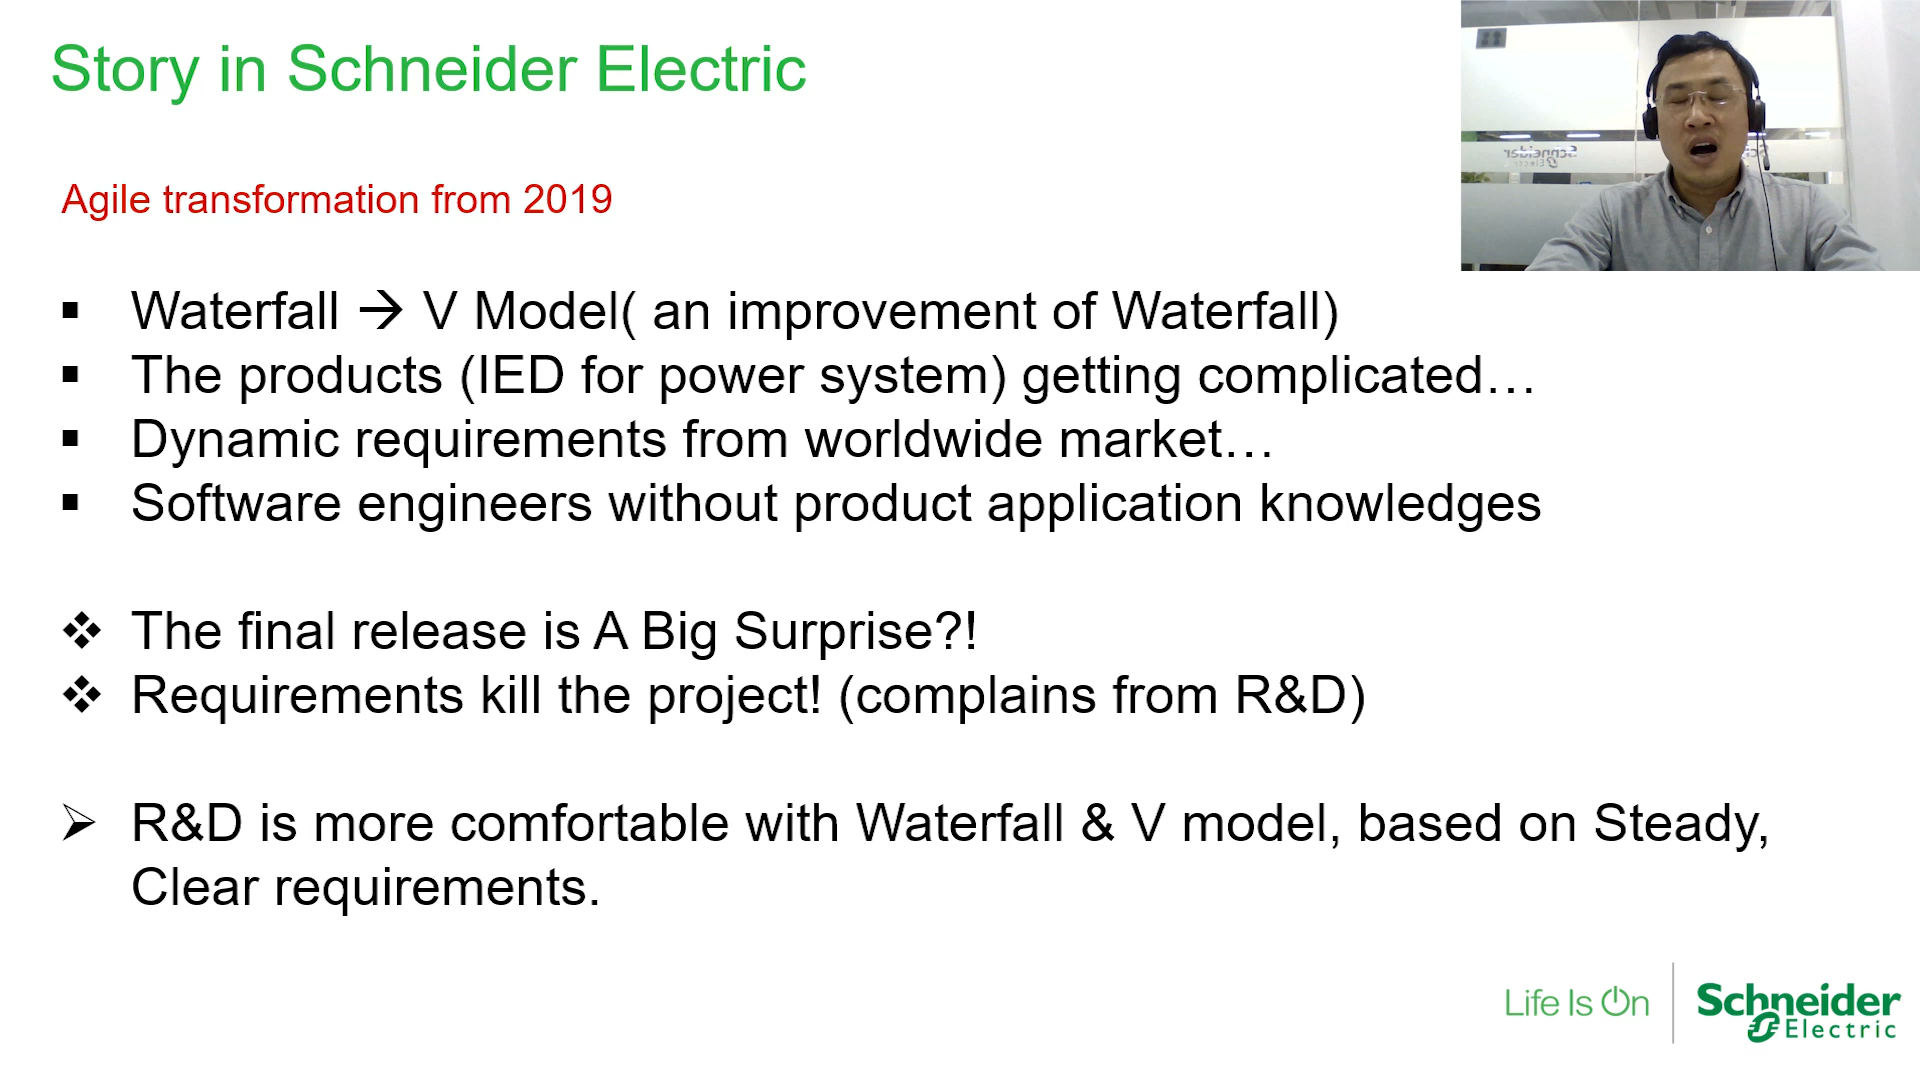 Story in Schneider Electric
Schneider
Electric
Agile transformation from 2019
▪ Waterfall → V Model( an improvement of Waterfall)
▪ The products (IED for power system) getting complicated…
▪ Dynamic requirements from worldwide market…
▪ Software engineers without product application knowledges
❖ The final release is A Big Surprise?!
❖ Requirements kill the project! (complains from R&D)
➢ R&D is more comfortable with Waterfall & V model, based on Steady,
Clear requirements.
Life Is On
Schneider
Electric